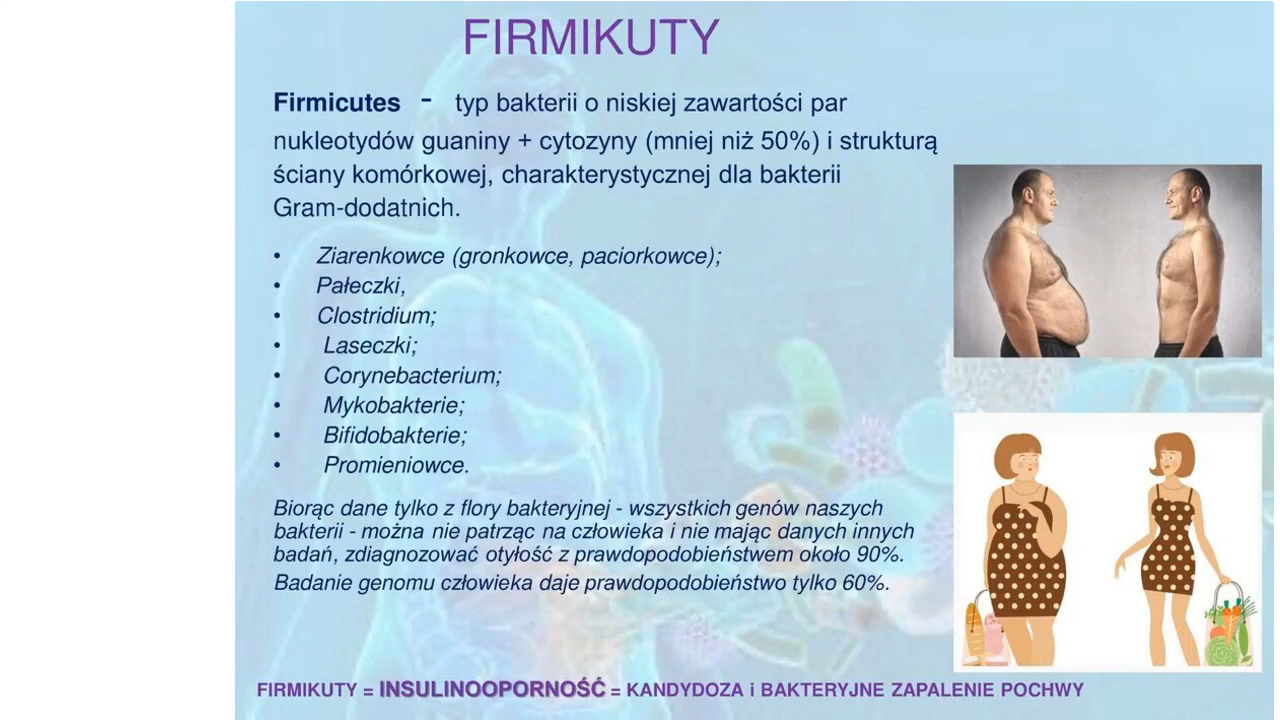 FIRMIKUTY
Firmicutes - typ bakterii o niskiej zawartości par
nukleotydów guaniny + cytozyny (mniej niż 50%) i strukturą
ściany komórkowej, charakterystycznej dla bakterii
Gram-dodatnich.
• Ziarenkowce (gronkowce, paciorkowce);
• Pałeczki,
• Clostridium;
• Laseczki;
• Corynebacterium;
• Mykobakterie;
• Bifidobakterie;
• Promieniowce.
Biorąc dane tylko z flory bakteryjnej - wszystkich genów naszych
bakterii - można nie patrząc na człowieka i nie mając danych innych
badań, zdiagnozować otyłość z prawdopodobieństwem około 90%.
Badanie genomu człowieka daje prawdopodobieństwo tylko 60%.
FIRMIKUTY = INSULINOOPORNOŚĆ = KANDYDOZA i BAKTERYJNE ZAPALENIE POCHWY